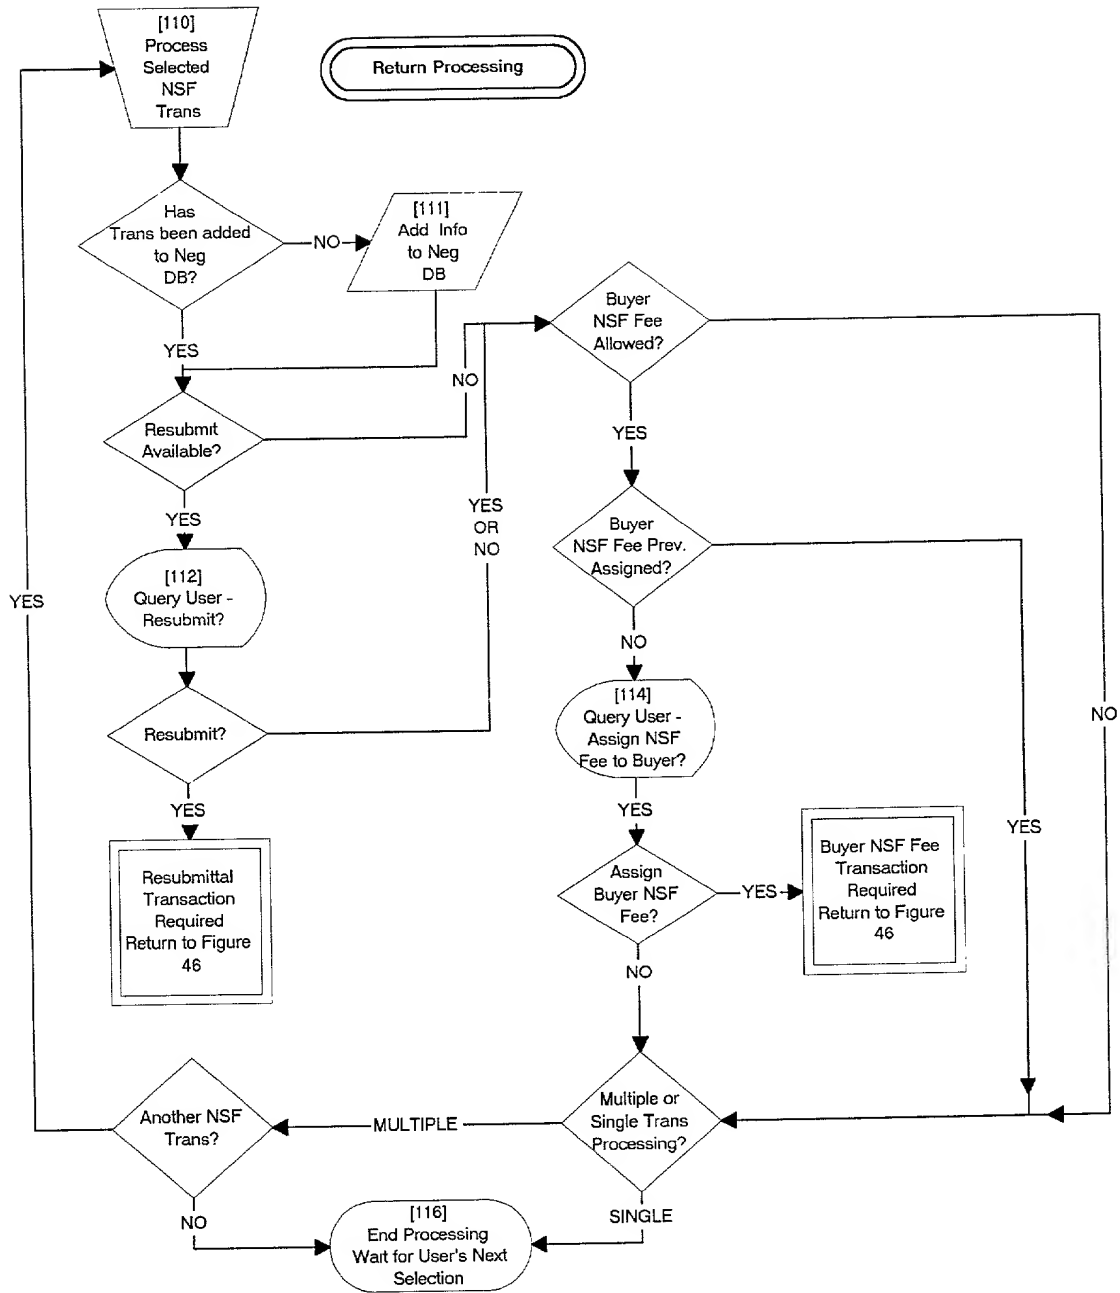 [110]
Process
Selected
NSF
Trans
Return Processing
Has
Trans been added
to Neg
DB?
NO
[111]
Add Info
to Neg
DB
YES
Buyer
NSF Fee
Allowed?
NO
Resubmit
Available?
YES
YES
YES
OR
NO
Buyer
NSF Fee Prev.
Assigned?
[112]
Query User -
Resubmit?
YES
NO
[114]
Query User -
Assign NSF
Fee to Buyer?
NO
Resubmit?
YES
YES
YES
Resubmittal
Transaction
Required
Return to Figure
46
Assign
Buyer NSF
Fee?
YES
Buyer NSF Fee
Transaction
Required
Return to Figure
46
NO
Another NSF
Trans?
MULTIPLE
Multiple or
Single Trans
Processing?
NO
SINGLE
[116]
End Processing
Wait for User's Next
Selection